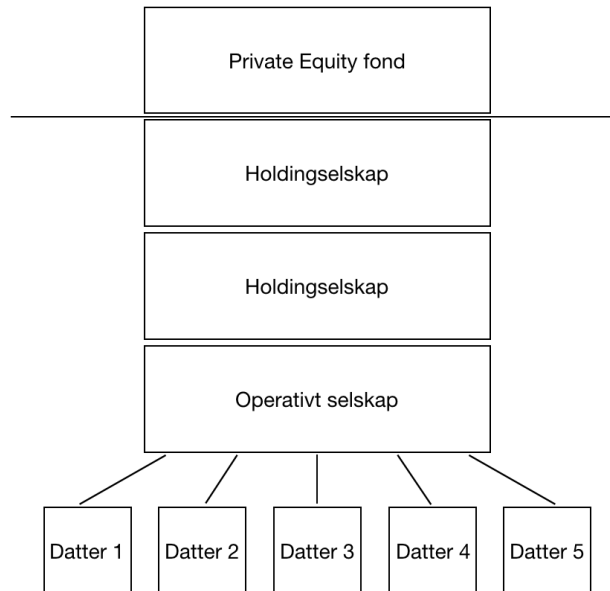 Private Equity fond
Holdingselskap
Holdingselskap
Operativt selskap
Datter 1
Datter 2
Datter 3
Datter 4
Datter 5